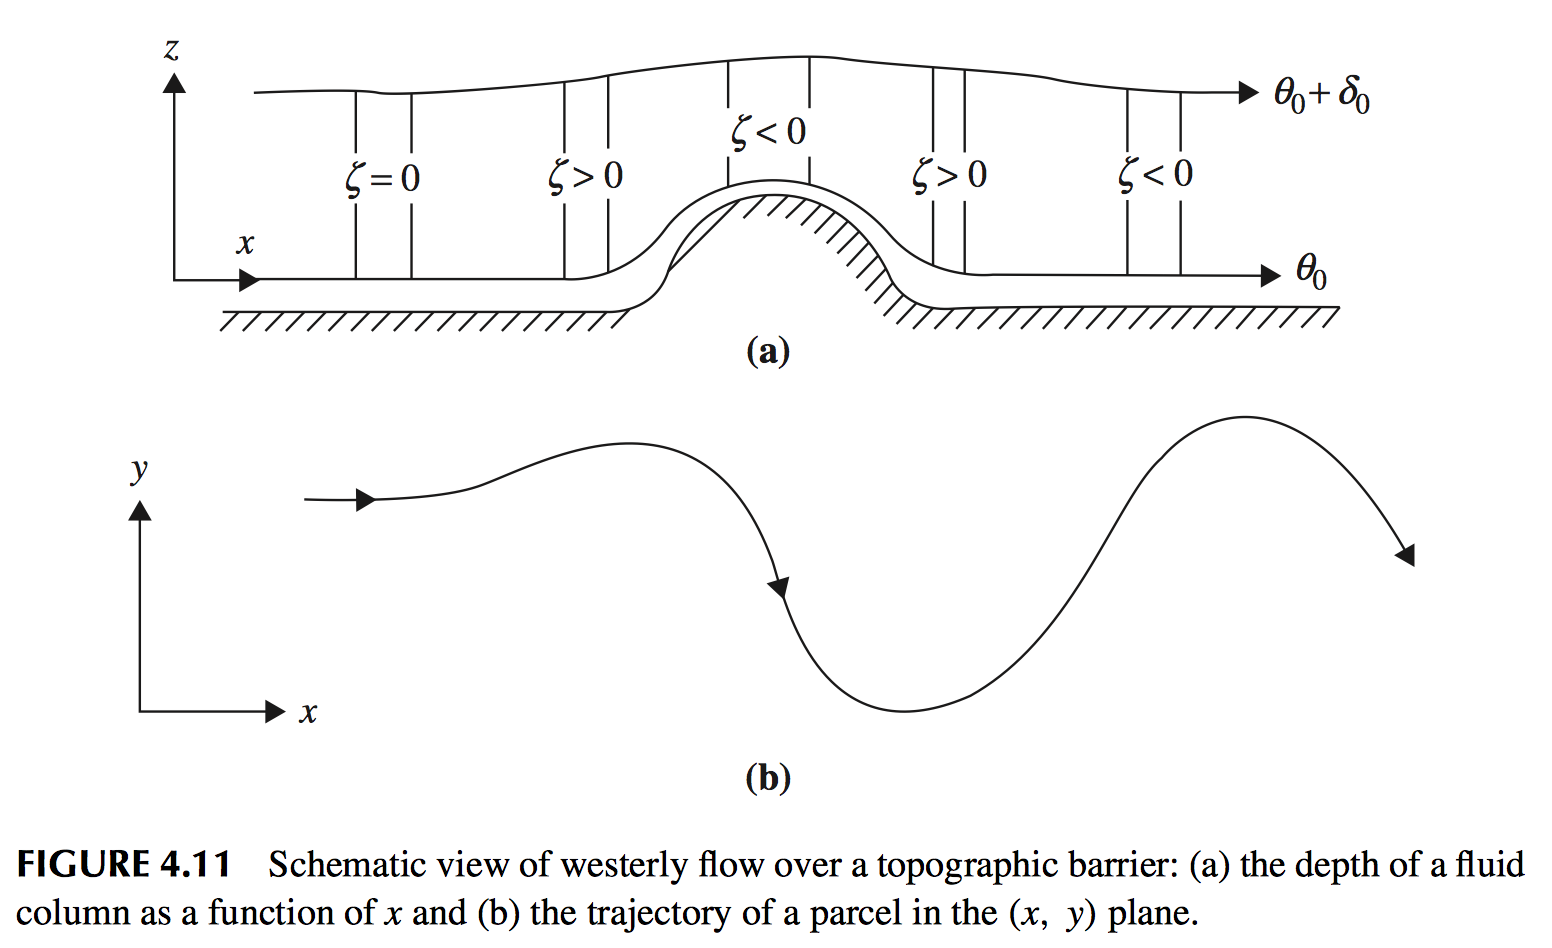 z
θ₀ + δ₀
ζ < 0
ζ = 0
ζ > 0
ζ > 0
ζ < 0
x
θ₀
(a)
y
x
(b)
FIGURE 4.11 Schematic view of westerly flow over a topographic barrier: (a) the depth of a fluid
column as a function of x and (b) the trajectory of a parcel in the (x, y) plane.